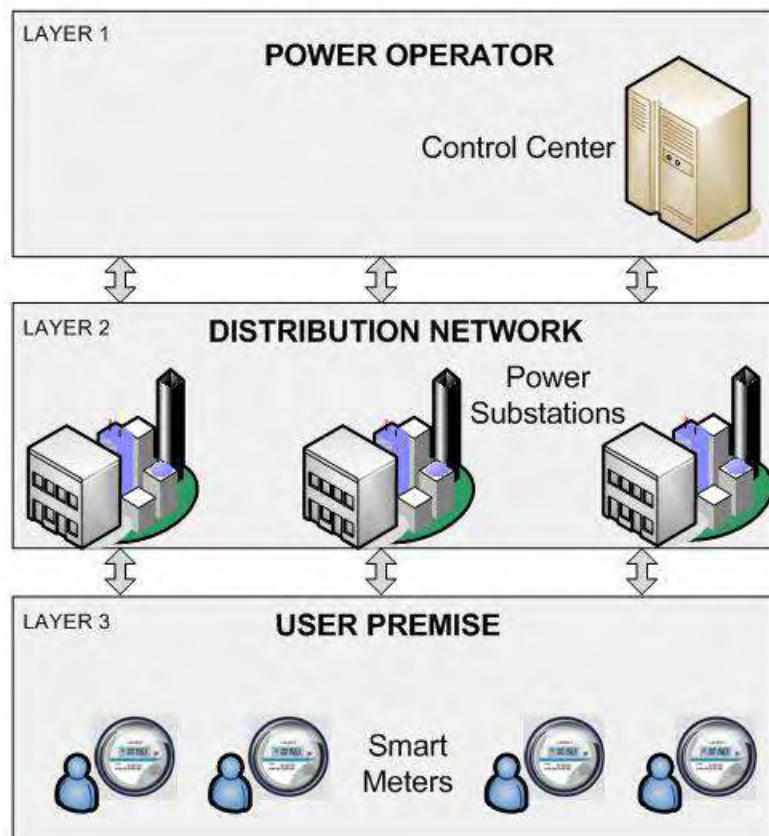 LAYER 1
POWER OPERATOR
Control Center
LAYER 2
DISTRIBUTION NETWORK
Power
Substations
LAYER 3
USER PREMISE
Smart
Meters